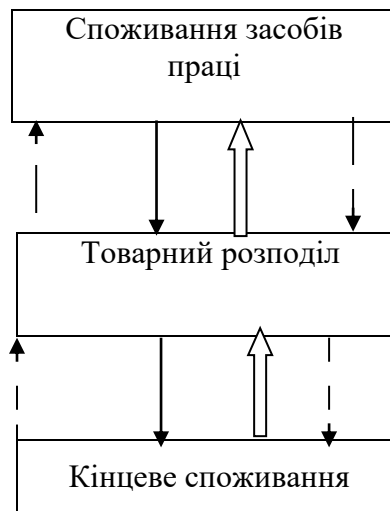 Споживання засобів
праці
Товарний розподіл
Кінцеве споживання